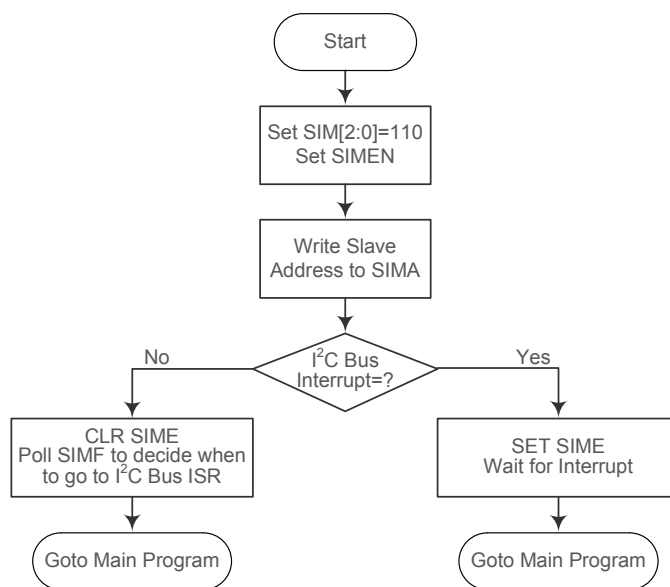 Start
Set SIM[2:0]=110
Set SIMEN
Write Slave
Address to SIMA
I²C Bus
Interrupt=?
No
Yes
CLR SIME
Poll SIMF to decide when
to go to I²C Bus ISR
SET SIME
Wait for Interrupt
Goto Main Program
Goto Main Program